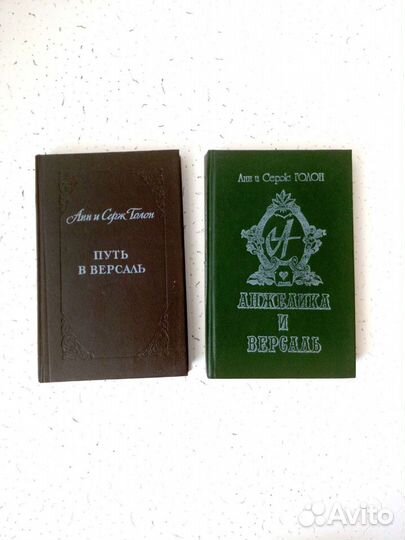 Анн и Серж Голон
ПУТЬ
В ВЕРСАЛЬ
Анн и Серж ГОЛОН
А
АНЖЕЛИКА
И
ВЕРСАЛЬ
Avito